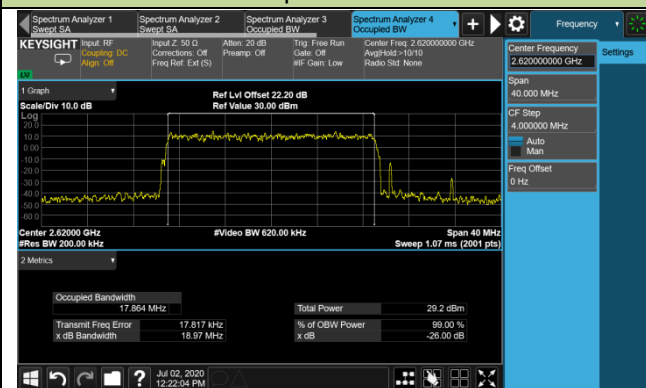 Spectrum Analyzer 1
Swept SA
Spectrum Analyzer 2
Swept SA
Spectrum Analyzer 3
Occupied BW
Spectrum Analyzer 4
Occupied BW
Frequency
KEYSIGHT
Input: RF
Coupling: DC
Align: Off
Input Z: 50 Ω
Corrections: Off
Freq Ref: Ext (S)
Atten: 20 dB
Preamp: Off
Trig: Free Run
Gate: Off
#IF Gain: Low
Center Freq: 2.620000000 GHz
Avg|Hold:>10/10
Radio Std: None
LXI
Center Frequency
2.620000000 GHz
Settings
Span
40.000 MHz
CF Step
4.000000 MHz
Auto
Man
Freq Offset
0 Hz
1 Graph
Scale/Div 10.0 dB
Ref Lvl Offset 22.20 dB
Ref Value 30.00 dBm
Log
20.0
10.0
0.00
-10.0
-20.0
-30.0
-40.0
-50.0
-60.0
Center 2.62000 GHz
#Res BW 200.00 kHz
#Video BW 620.00 kHz
Span 40 MHz
Sweep 1.07 ms (2001 pts)
2 Metrics
Occupied Bandwidth
17.864 MHz
Total Power
29.2 dBm
Transmit Freq Error
17.817 kHz
% of OBW Power
99.00 %
x dB Bandwidth
18.97 MHz
x dB
-26.00 dB
?
Jul 02, 2020
12:22:04 PM